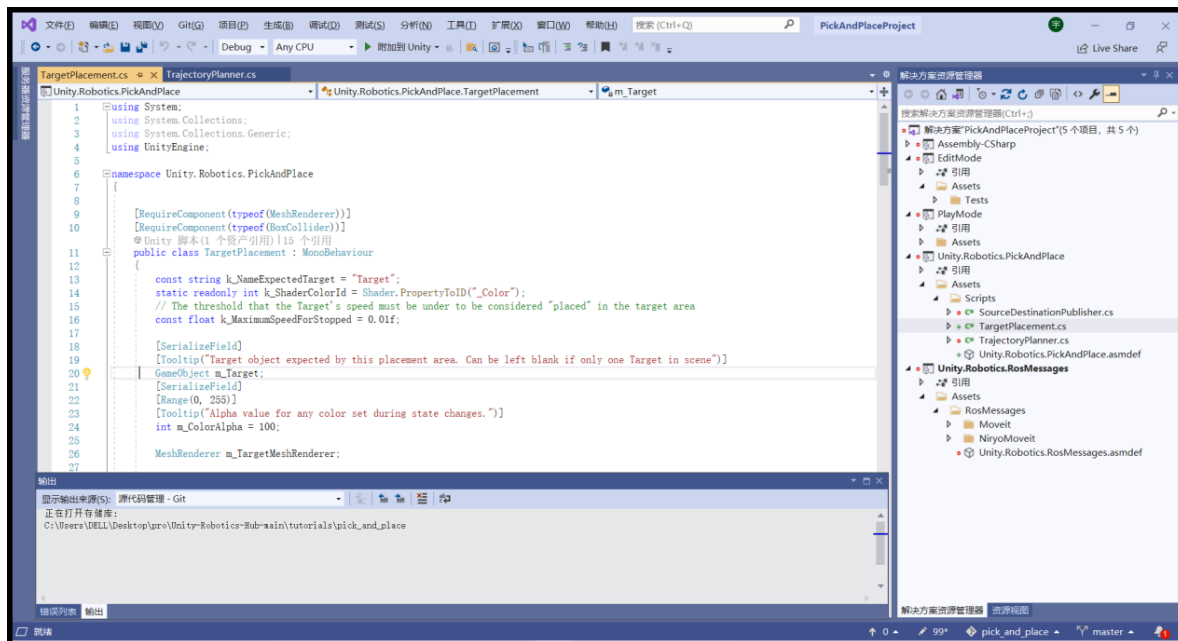 文件(F) 编辑(E) 视图(V) Git(G) 项目(P) 生成(B) 调试(D) 测试(S) 分析(N) 工具(T) 扩展(X) 窗口(W) 帮助(H) 搜索 (Ctrl+Q) PickAndPlaceProject 宇
Debug Any CPU 附加到 Unity Live Share
服务器资源管理器
TargetPlacement.cs TrajectoryPlanner.cs
Unity.Robotics.PickAndPlace Unity.Robotics.PickAndPlace.TargetPlacement m_Target
1 using System;
2 using System.Collections;
3 using System.Collections.Generic;
4 using UnityEngine;
5
6 namespace Unity.Robotics.PickAndPlace
7 {
8
9 [RequireComponent(typeof(MeshRenderer))]
10 [RequireComponent(typeof(BoxCollider))]
Unity 脚本(1 个资产引用)|15 个引用
11 public class TargetPlacement : MonoBehaviour
12 {
13 const string k_NameExpectedTarget = "Target";
14 static readonly int k_ShaderColorId = Shader.PropertyToID("_Color");
15 // The threshold that the Target's speed must be under to be considered "placed" in the target area
16 const float k_MaximumSpeedForStopped = 0.01f;
17
18 [SerializeField]
19 [Tooltip("Target object expected by this placement area. Can be left blank if only one Target in scene")]
20 GameObject m_Target;
21 [SerializeField]
22 [Range(0, 255)]
23 [Tooltip("Alpha value for any color set during state changes.")]
24 int m_ColorAlpha = 100;
25
26 MeshRenderer m_TargetMeshRenderer;
27
输出
显示输出来源(S): 源代码管理 - Git
正在打开存储库:
C:\Users\DELL\Desktop\pro\Unity-Robotics-Hub-main\tutorials\pick_and_place
错误列表 输出
解决方案资源管理器
搜索解决方案资源管理器(Ctrl+;)
解决方案"PickAndPlaceProject"(5 个项目，共 5 个)
Assembly-CSharp
EditMode
引用
Assets
Tests
PlayMode
引用
Assets
Unity.Robotics.PickAndPlace
引用
Assets
Scripts
C# SourceDestinationPublisher.cs
C# TargetPlacement.cs
C# TrajectoryPlanner.cs
Unity.Robotics.PickAndPlace.asmdef
Unity.Robotics.RosMessages
引用
Assets
RosMessages
Moveit
NiryoMoveit
Unity.Robotics.RosMessages.asmdef
解决方案资源管理器 资源视图
就绪 0 99+ pick_and_place master 1